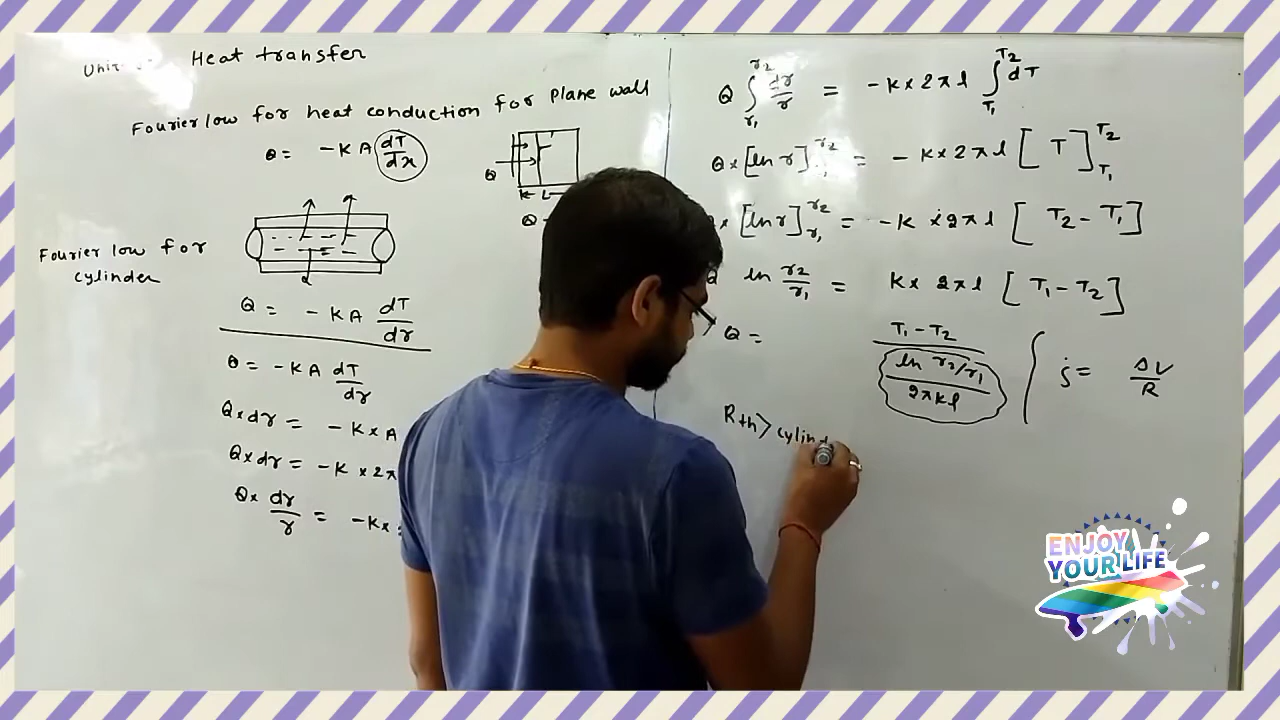 Heat transfer
Fourier low for heat conduction for plane wall
Q = -KA dT/dx
Q
L
Fourier low for
cylinder
Q = -KA dT/dr
Q = -KA dT/dr
Q×dr = -K×A
Q×dr = -K×2π
Q× dr/r = -K×
Q ∫r1^r2 dr/r = -K×2πl ∫T1^T2 dT
Q×[ln r]r1^r2 = -K×2πl [T]T1^T2
×[ln r]r1^r2 = -K×2πl [T2-T1]
ln r2/r1 = K×2πl [T1-T2]
Q = T1-T2 / (ln r2/r1 / 2πKl)
i = ΔV/R
Rth) cylin
ENJOY
YOUR LIFE